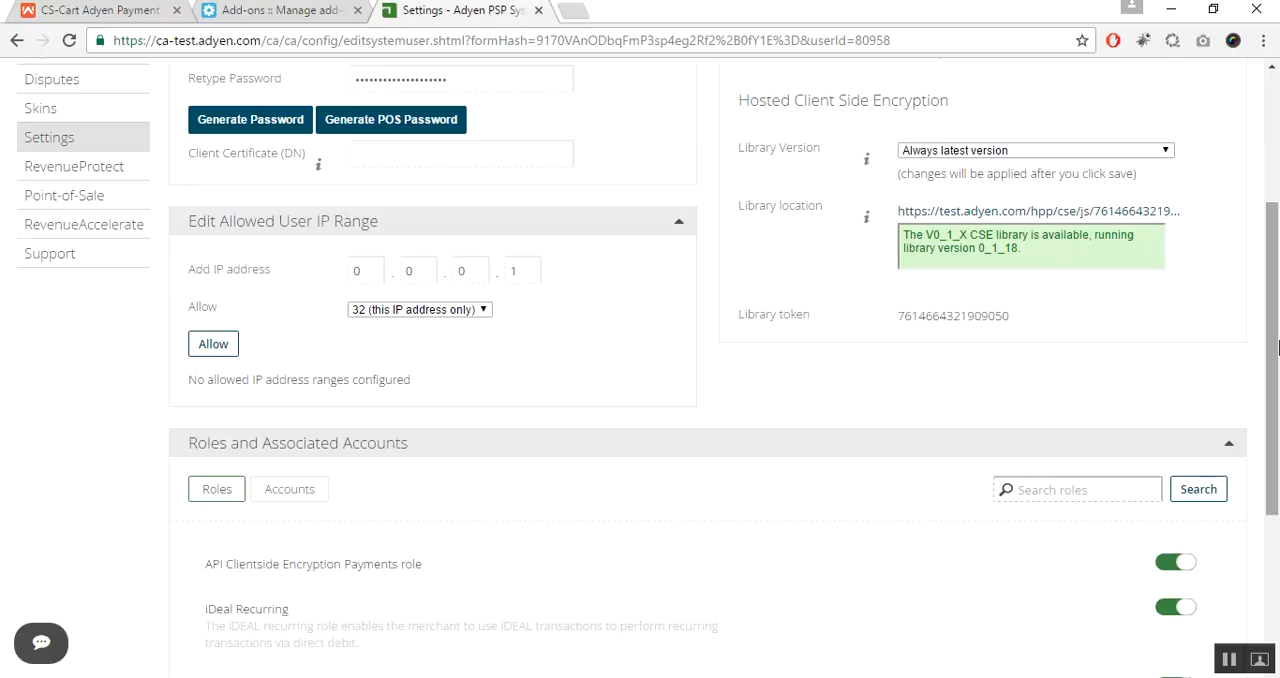 CS-Cart Adyen Payment
Add-ons :: Manage add-
Settings - Adyen PSP Sys
https://ca-test.adyen.com/ca/ca/config/editsystemuser.shtml?formHash=9170VAnODbqFmP3sp4eg2Rf2%2B0fY1E%3D&userId=80958
Disputes
Skins
Settings
RevenueProtect
Point-of-Sale
RevenueAccelerate
Support
Retype Password
••••••••••••••••••••
Generate Password
Generate POS Password
Client Certificate (DN)
Edit Allowed User IP Range
Add IP address
0 . 0 . 0 . 1
Allow
32 (this IP address only)
Allow
No allowed IP address ranges configured
Hosted Client Side Encryption
Library Version
Always latest version
(changes will be applied after you click save)
Library location
https://test.adyen.com/hpp/cse/js/76146643219...
The V0_1_X CSE library is available, running
library version 0_1_18.
Library token
7614664321909050
Roles and Associated Accounts
Roles
Accounts
Search roles
Search
API Clientside Encryption Payments role
iDeal Recurring
The iDEAL recurring role enables the merchant to use iDEAL transactions to perform recurring
transactions via direct debit.